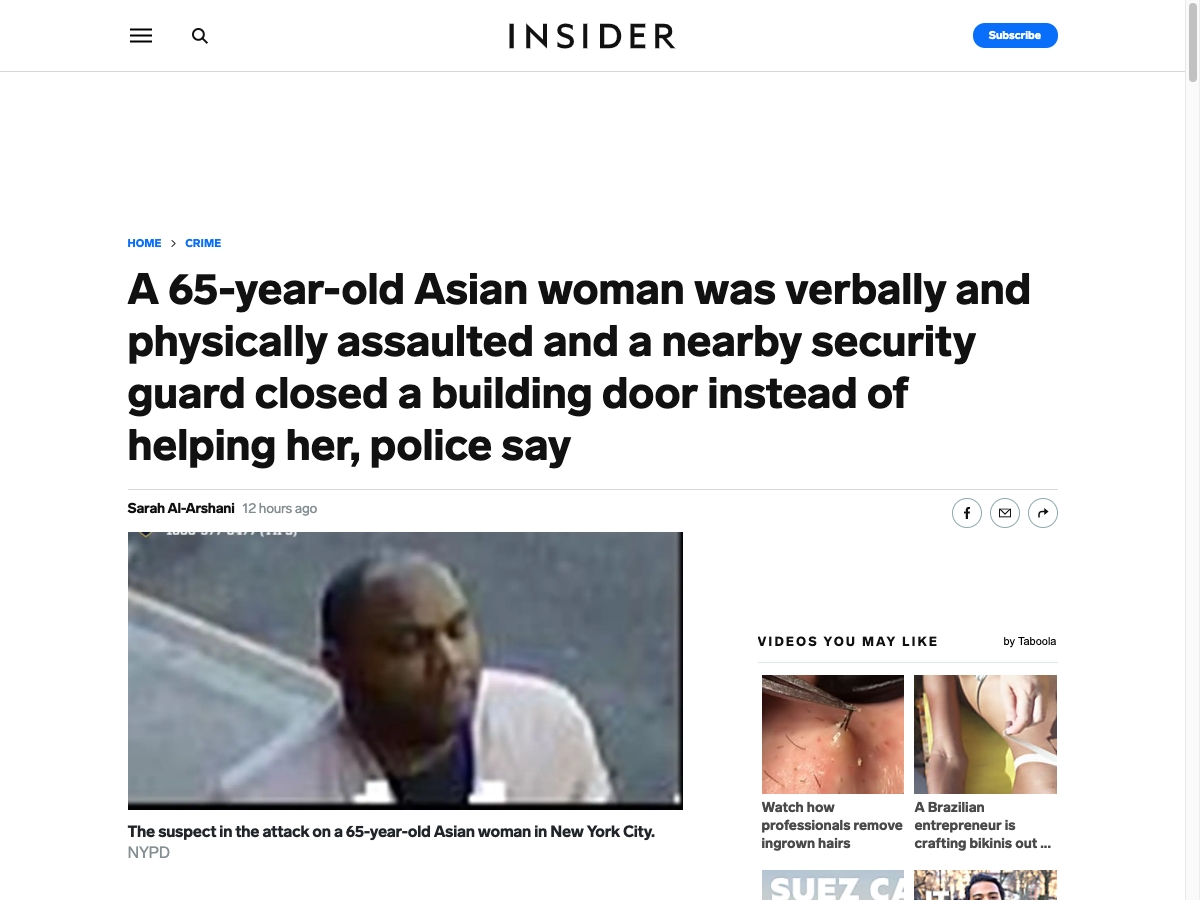 INSIDER
Subscribe
HOME > CRIME
A 65-year-old Asian woman was verbally and
physically assaulted and a nearby security
guard closed a building door instead of
helping her, police say
Sarah Al-Arshani 12 hours ago
The suspect in the attack on a 65-year-old Asian woman in New York City.
NYPD
VIDEOS YOU MAY LIKE
by Taboola
Watch how
professionals remove
ingrown hairs
A Brazilian
entrepreneur is
crafting bikinis out ...
SUEZ CA